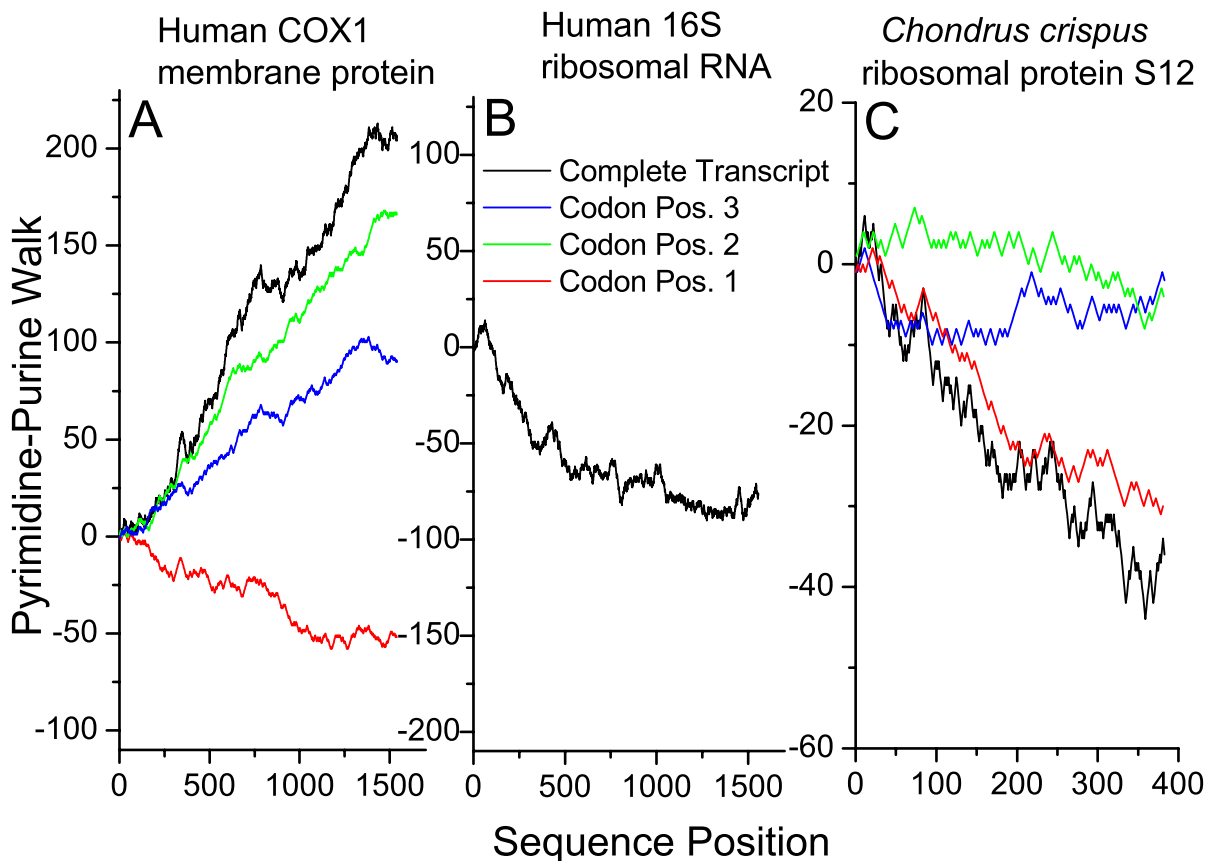 Human COX1
membrane protein
Human 16S
ribosomal RNA
Chondrus crispus
ribosomal protein S12
A
B
C
Pyrimidine-Purine Walk
200
150
100
50
0
-50
-100
0
500
1000
1500
100
50
0
-50
-100
-150
-200
0
500
1000
1500
Complete Transcript
Codon Pos. 3
Codon Pos. 2
Codon Pos. 1
20
0
-20
-40
-60
0
100
200
300
400
Sequence Position